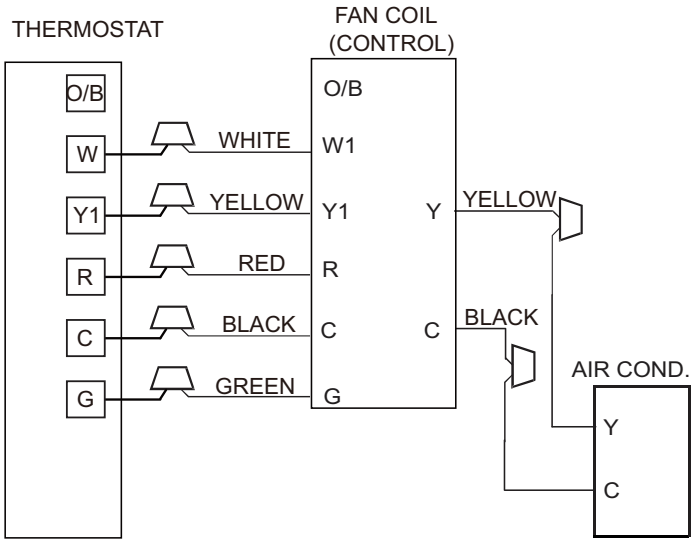 THERMOSTAT
FAN COIL
(CONTROL)
O/B
O/B
W
WHITE
W1
Y1
YELLOW
Y1
Y
YELLOW
R
RED
R
C
BLACK
C
C
BLACK
G
GREEN
G
AIR COND.
Y
C